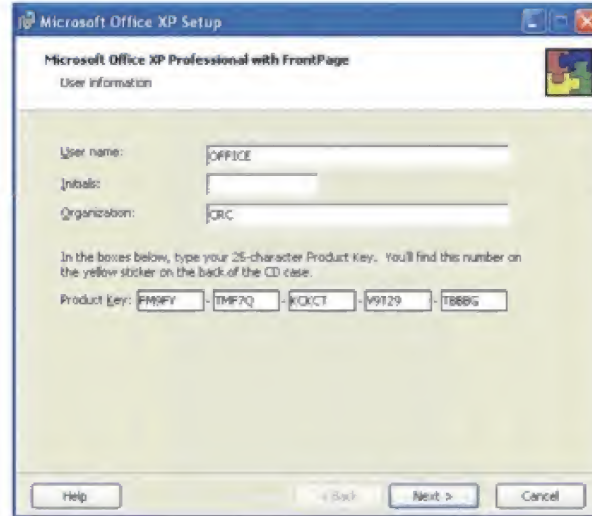 Microsoft Office XP Setup
Microsoft Office XP Professional with FrontPage
User information
User name: OFFICE
Initials:
Organization: CRC
In the boxes below, type your 25-character Product Key. You'll find this number on
the yellow sticker on the back of the CD case.
Product Key: FM9FY - TMF7Q - KCKCT - V9T29 - TBBBG
Help < Back Next > Cancel